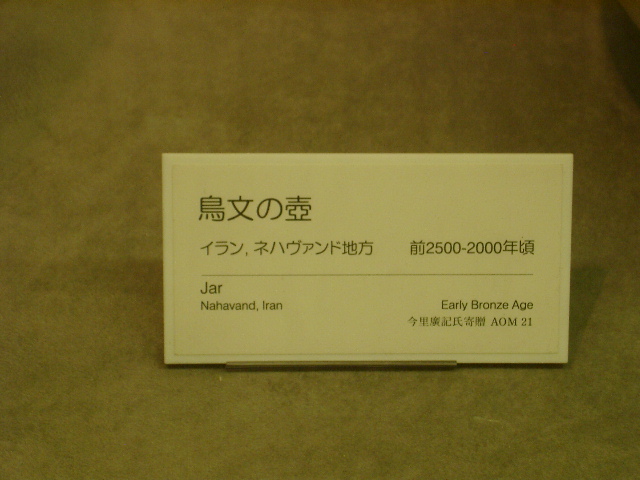 鳥文の壺
イラン, ネハヴァンド地方　前2500-2000年頃
Jar
Nahavand, Iran　Early Bronze Age
今里廣記氏寄贈 AOM 21